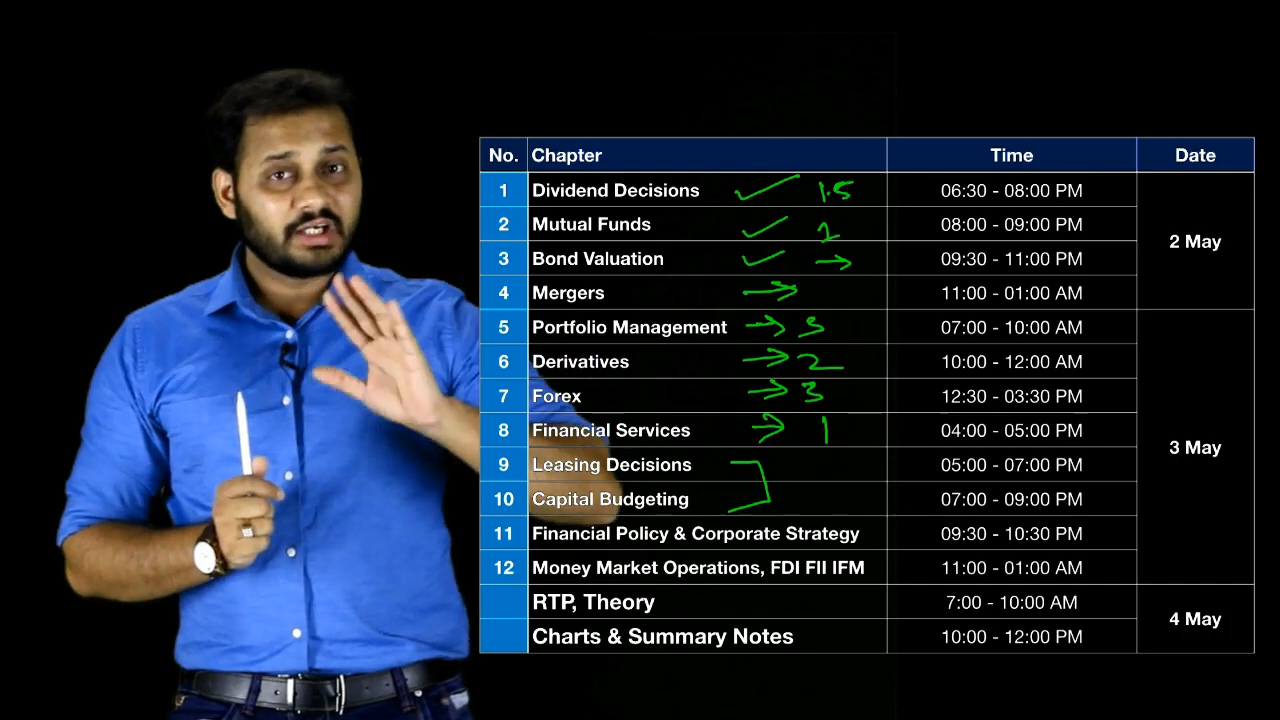 No. Chapter Time Date
1 Dividend Decisions 1.5 06:30 - 08:00 PM
2 Mutual Funds 1 08:00 - 09:00 PM
2 May
3 Bond Valuation 09:30 - 11:00 PM
4 Mergers 11:00 - 01:00 AM
5 Portfolio Management 3 07:00 - 10:00 AM
6 Derivatives 2 10:00 - 12:00 AM
7 Forex 3 12:30 - 03:30 PM
8 Financial Services 1 04:00 - 05:00 PM
3 May
9 Leasing Decisions 05:00 - 07:00 PM
10 Capital Budgeting 07:00 - 09:00 PM
11 Financial Policy & Corporate Strategy 09:30 - 10:30 PM
12 Money Market Operations, FDI FII IFM 11:00 - 01:00 AM
RTP, Theory 7:00 - 10:00 AM
4 May
Charts & Summary Notes 10:00 - 12:00 PM